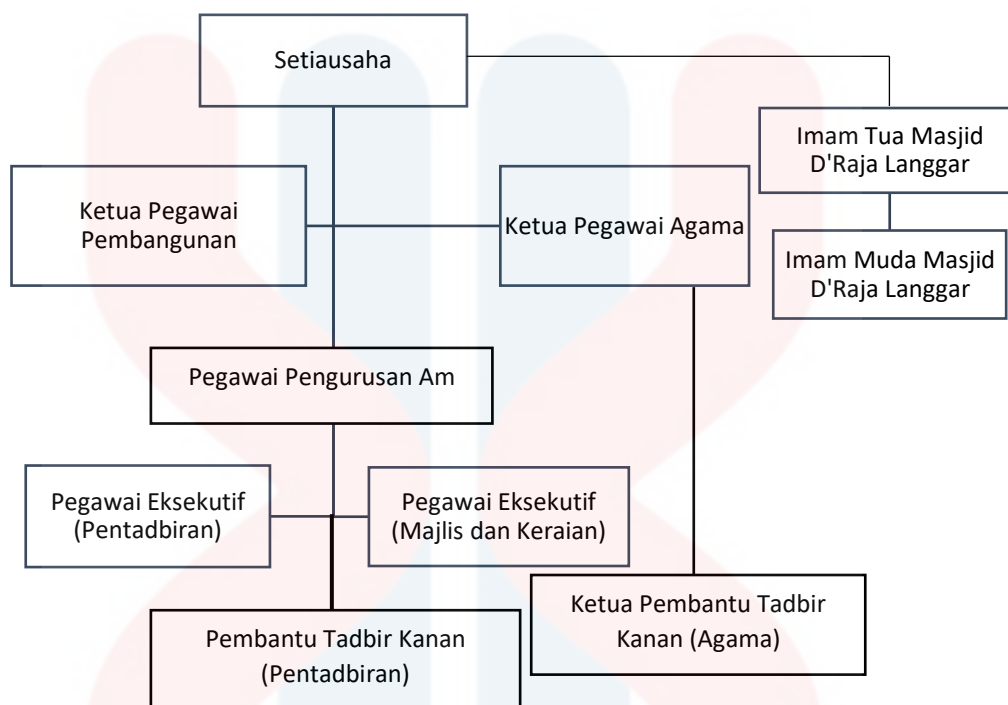 Setiausaha
Imam Tua Masjid
D'Raja Langgar
Ketua Pegawai
Pembangunan
Ketua Pegawai Agama
Imam Muda Masjid
D'Raja Langgar
Pegawai Pengurusan Am
Pegawai Eksekutif
(Pentadbiran)
Pegawai Eksekutif
(Majlis dan Keraian)
Ketua Pembantu Tadbir
Kanan (Agama)
Pembantu Tadbir Kanan
(Pentadbiran)